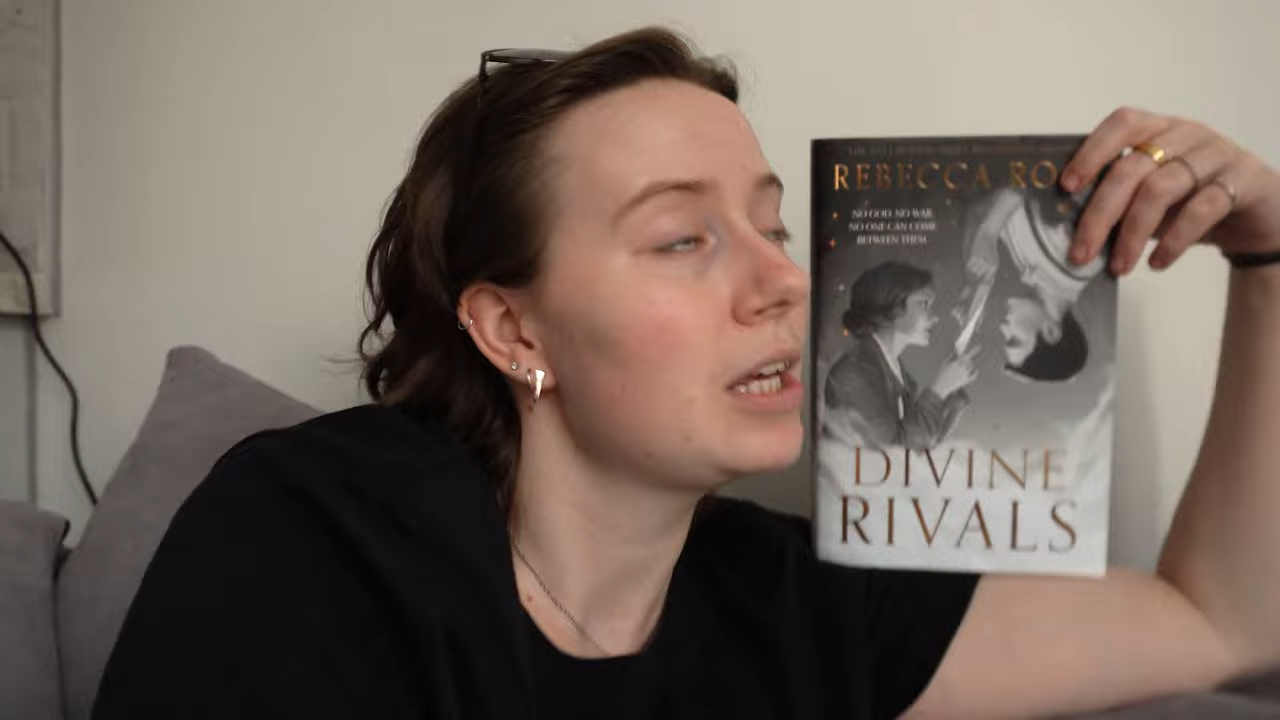 REBECCA RO
NO GOD. NO WAR.
NO ONE CAN COME
BETWEEN THEM.
DIVINE
RIVALS